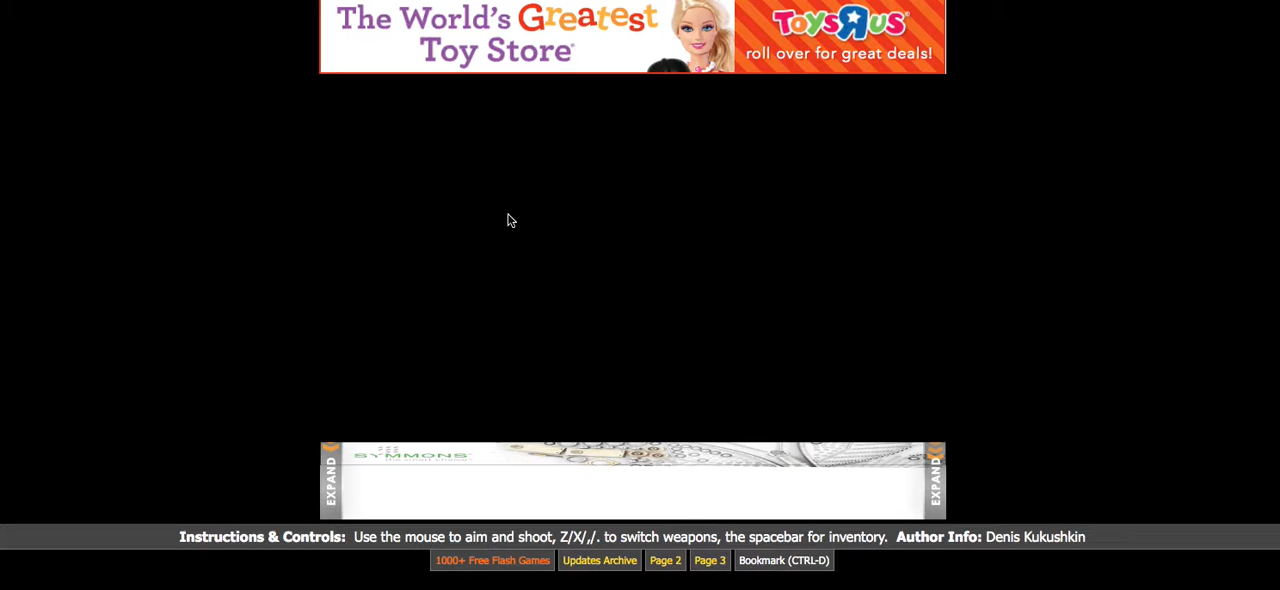 The World's Greatest
Toy Store
ToysRUs
roll over for great deals!
EXPAND
SYMMONS
EXPAND
Instructions & Controls: Use the mouse to aim and shoot, Z/X/,/. to switch weapons, the spacebar for inventory. Author Info: Denis Kukushkin
1000+ Free Flash Games
Updates Archive
Page 2
Page 3
Bookmark (CTRL-D)